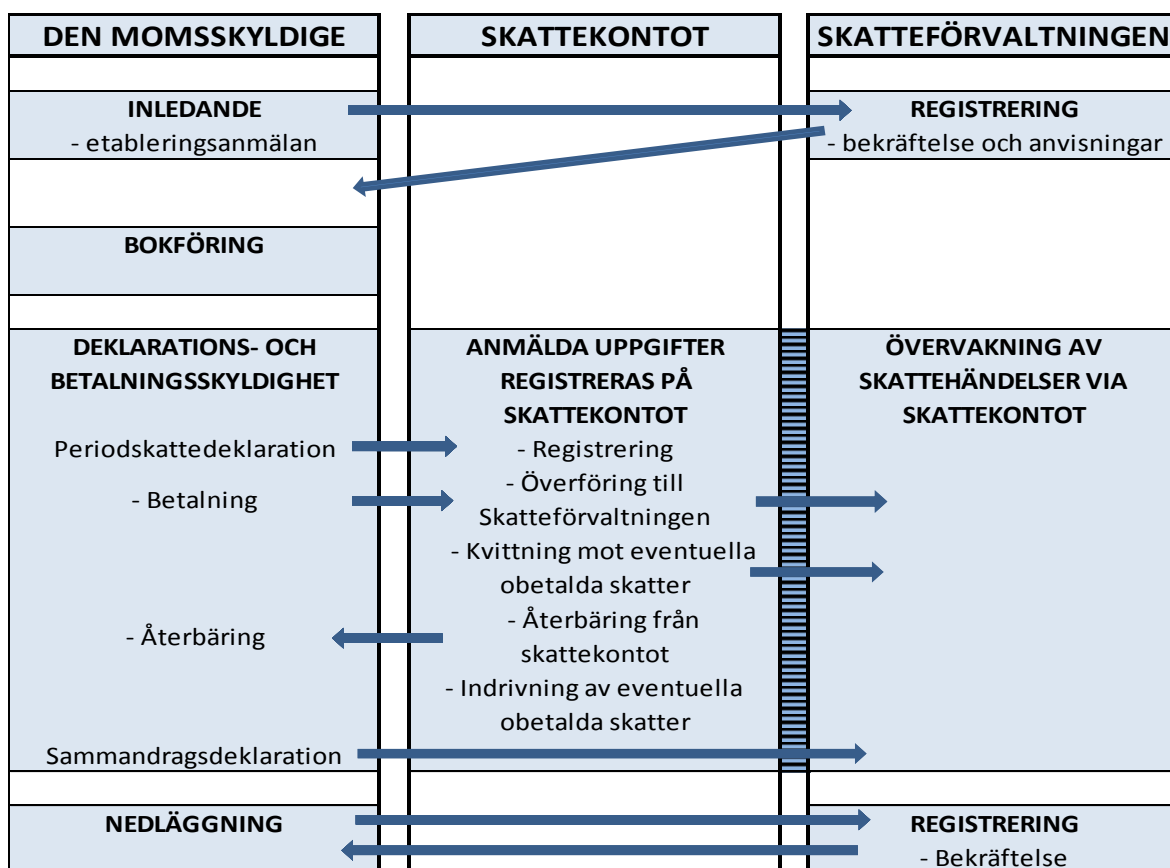 DEN MOMSSKYLDIGE
SKATTEKONTOT
SKATTEFÖRVALTNINGEN
INLEDANDE
- etableringsanmälan
REGISTRERING
- bekräftelse och anvisningar
BOKFÖRING
DEKLARATIONS- OCH
BETALNINGSSKYLDIGHET
Periodskattedeklaration
- Betalning
- Återbäring
Sammandragsdeklaration
ANMÄLDA UPPGIFTER
REGISTRERAS PÅ
SKATTEKONTOT
- Registrering
- Överföring till
Skatteförvaltningen
- Kvittning mot eventuella
obetalda skatter
- Återbäring från
skattekontot
- Indrivning av eventuella
obetalda skatter
ÖVERVAKNING AV
SKATTEHÄNDELSER VIA
SKATTEKONTOT
NEDLÄGGNING
REGISTRERING
- Bekräftelse